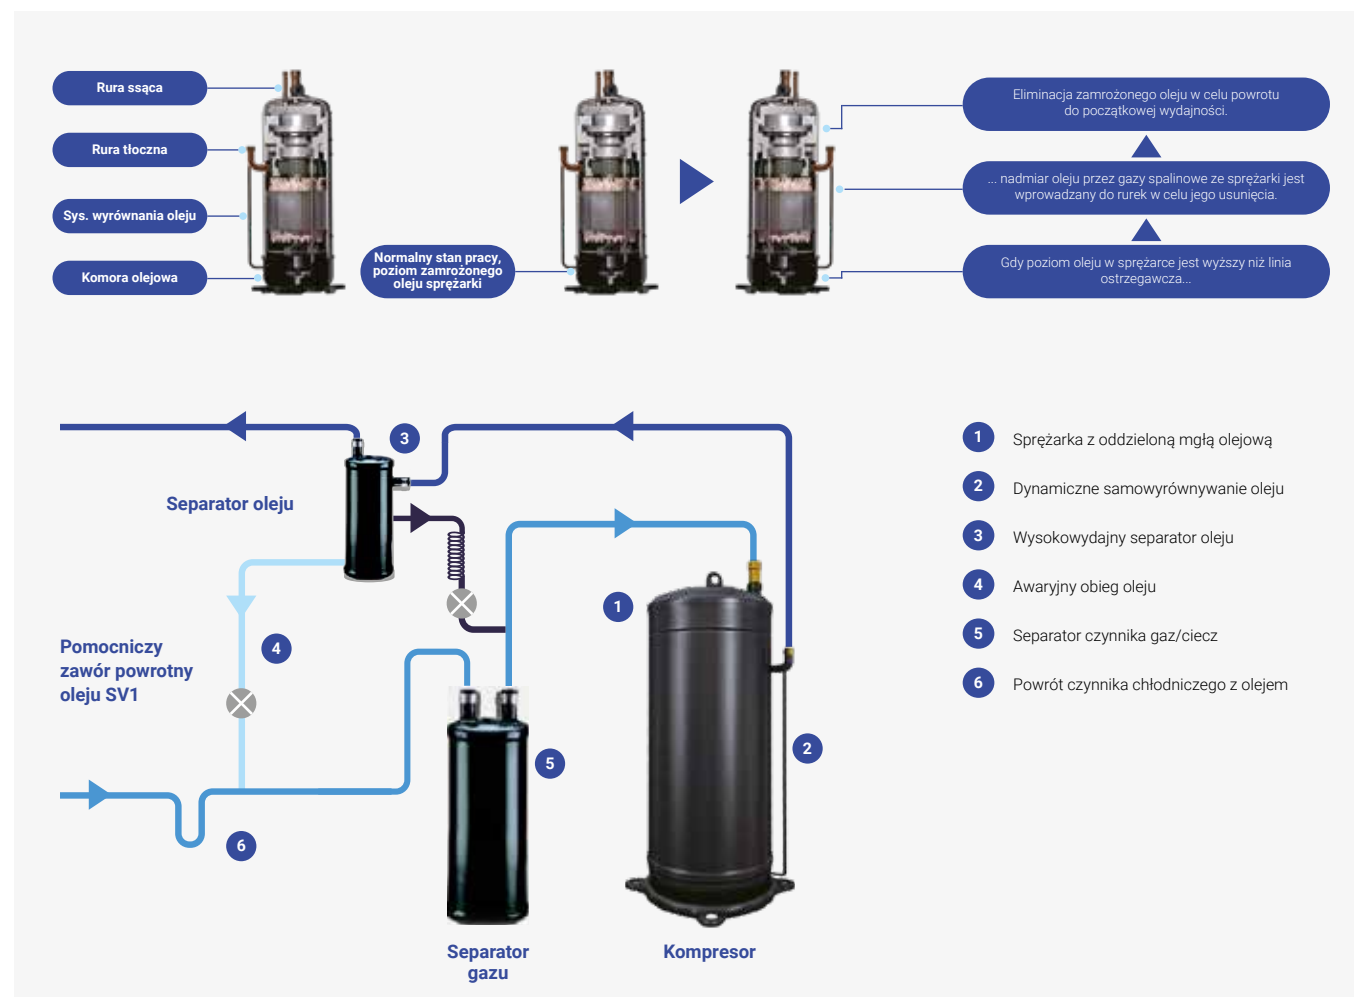 Rura ssąca
Rura tłoczna
Sys. wyrównania oleju
Komora olejowa
Normalny stan pracy,
poziom zamrożonego
oleju sprężarki
Eliminacja zamrożonego oleju w celu powrotu
do początkowej wydajności.
... nadmiar oleju przez gazy spalinowe ze sprężarki jest
wprowadzany do rurek w celu jego usunięcia.
Gdy poziom oleju w sprężarce jest wyższy niż linia
ostrzegawcza...
3
Separator oleju
1
4
Pomocniczy
zawór powrotny
oleju SV1
5
2
6
Separator
gazu
Kompresor
1 Sprężarka z oddzieloną mgłą olejową
2 Dynamiczne samowyrównywanie oleju
3 Wysokowydajny separator oleju
4 Awaryjny obieg oleju
5 Separator czynnika gaz/ciecz
6 Powrót czynnika chłodniczego z olejem